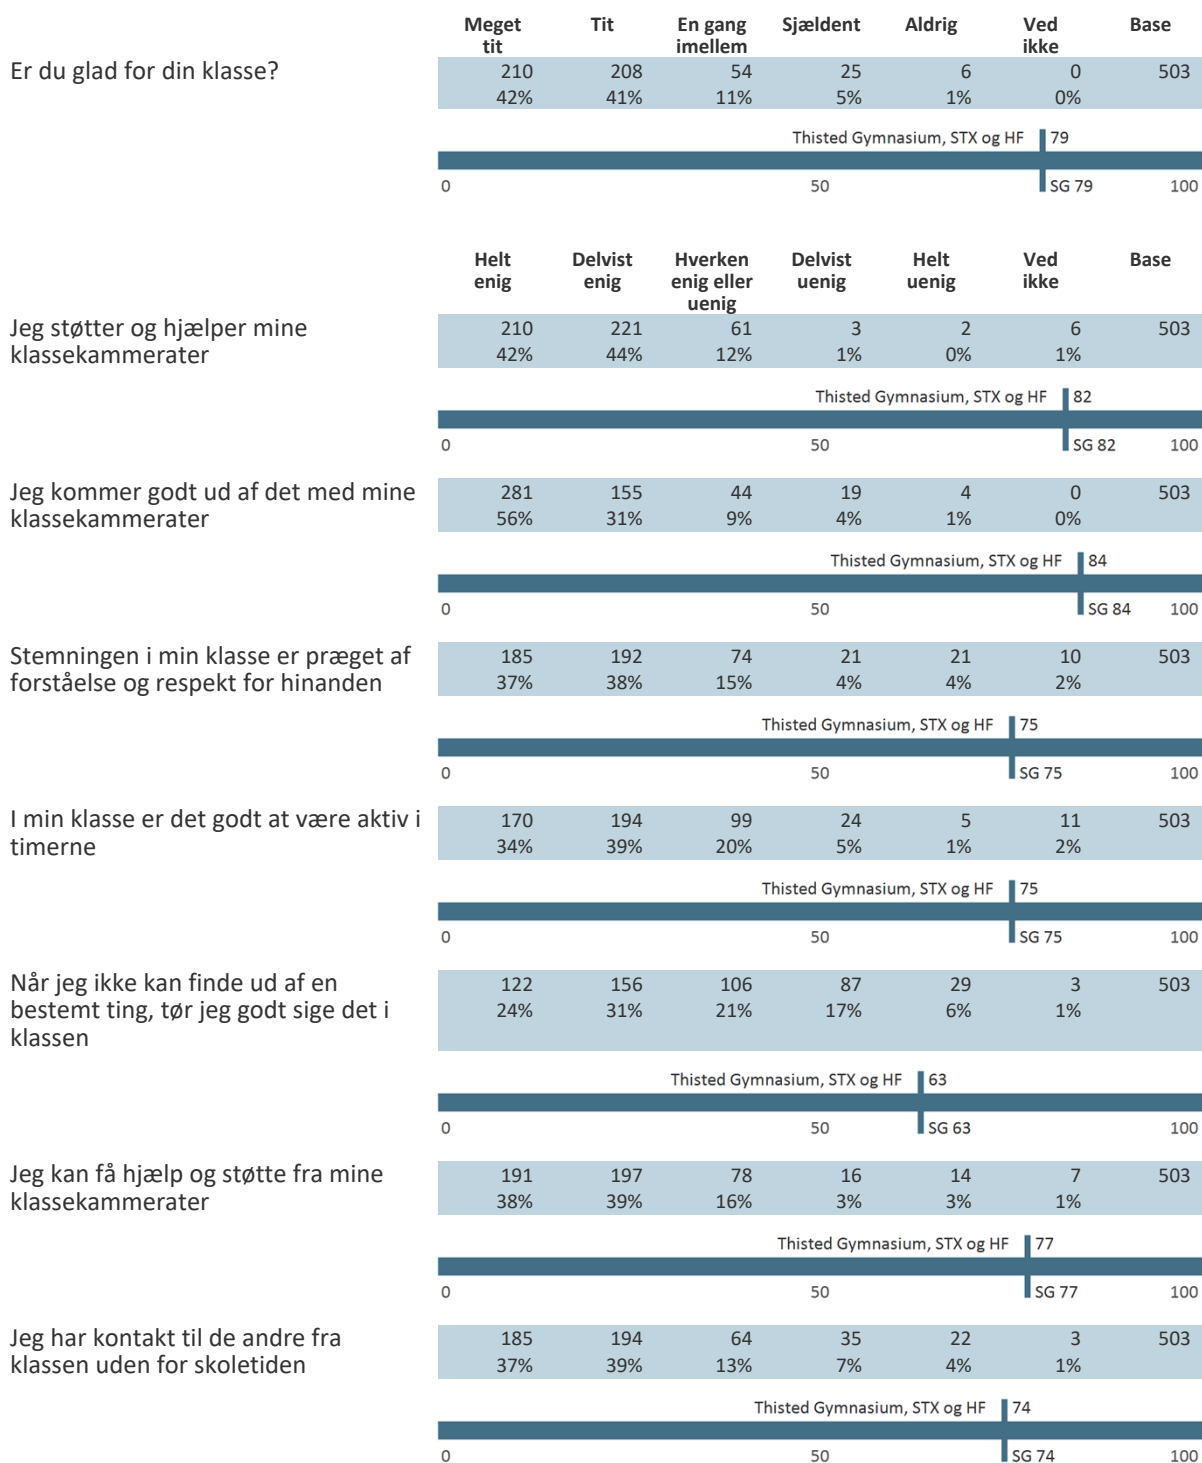 Meget tit Tit En gang imellem Sjældent Aldrig Ved ikke Base
Er du glad for din klasse? 210 208 54 25 6 0 503
42% 41% 11% 5% 1% 0%
Thisted Gymnasium, STX og HF 79
0 50 SG 79 100
Helt enig Delvist enig Hverken enig eller uenig Delvist uenig Helt uenig Ved ikke Base
Jeg støtter og hjælper mine 210 221 61 3 2 6 503
klassekammerater 42% 44% 12% 1% 0% 1%
Thisted Gymnasium, STX og HF 82
0 50 SG 82 100
Jeg kommer godt ud af det med mine 281 155 44 19 4 0 503
klassekammerater 56% 31% 9% 4% 1% 0%
Thisted Gymnasium, STX og HF 84
0 50 SG 84 100
Stemningen i min klasse er præget af 185 192 74 21 21 10 503
forståelse og respekt for hinanden 37% 38% 15% 4% 4% 2%
Thisted Gymnasium, STX og HF 75
0 50 SG 75 100
I min klasse er det godt at være aktiv i 170 194 99 24 5 11 503
timerne 34% 39% 20% 5% 1% 2%
Thisted Gymnasium, STX og HF 75
0 50 SG 75 100
Når jeg ikke kan finde ud af en 122 156 106 87 29 3 503
bestemt ting, tør jeg godt sige det i 24% 31% 21% 17% 6% 1%
klassen
Thisted Gymnasium, STX og HF 63
0 50 SG 63 100
Jeg kan få hjælp og støtte fra mine 191 197 78 16 14 7 503
klassekammerater 38% 39% 16% 3% 3% 1%
Thisted Gymnasium, STX og HF 77
0 50 SG 77 100
Jeg har kontakt til de andre fra 185 194 64 35 22 3 503
klassen uden for skoletiden 37% 39% 13% 7% 4% 1%
Thisted Gymnasium, STX og HF 74
0 50 SG 74 100